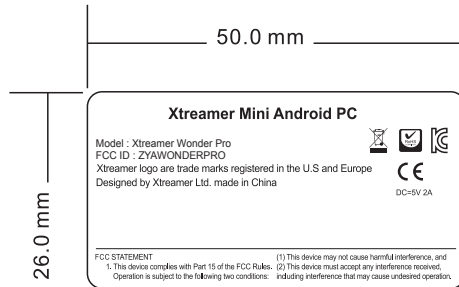 50.0 mm
26.0 mm
Xtreamer Mini Android PC
Model : Xtreamer Wonder Pro
FCC ID : ZYAWONDERPRO
Xtreamer logo are trade marks registered in the U.S and Europe
Designed by Xtreamer Ltd. made in China
RoHS
CE
DC=5V 2A
FCC STATEMENT
1. This device complies with Part 15 of the FCC Rules.
Operation is subject to the following two conditions:
(1) This device may not cause harmful interference, and
(2) This device must accept any interference received,
including interference that may cause undesired operation.